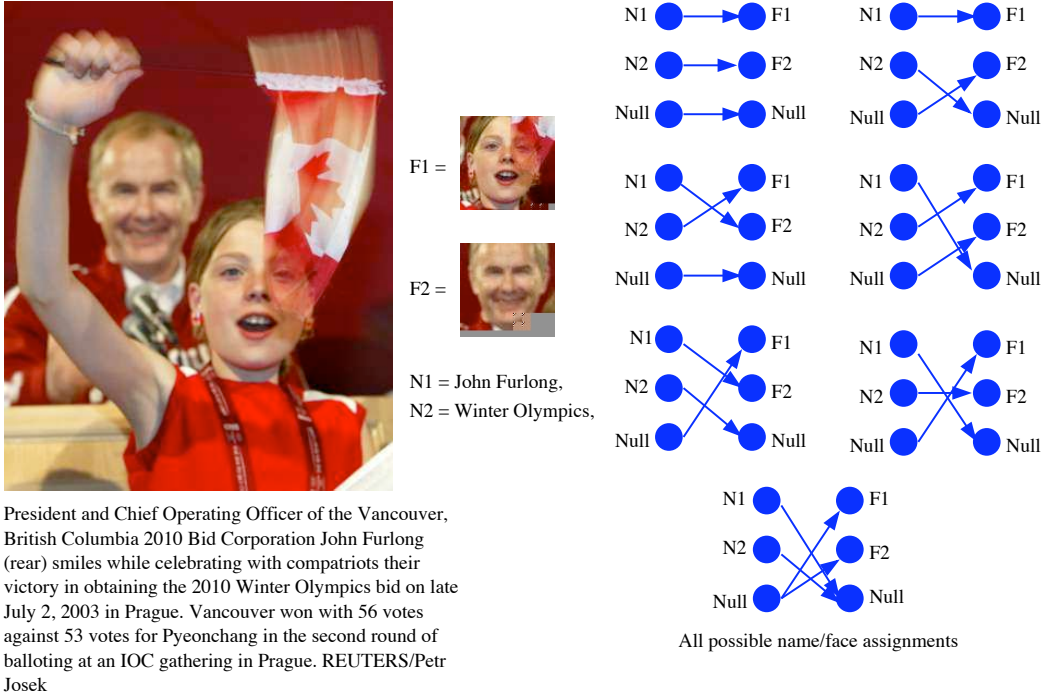 F1 =
F2 =
N1 = John Furlong,
N2 = Winter Olympics,
President and Chief Operating Officer of the Vancouver,
British Columbia 2010 Bid Corporation John Furlong
(rear) smiles while celebrating with compatriots their
victory in obtaining the 2010 Winter Olympics bid on late
July 2, 2003 in Prague. Vancouver won with 56 votes
against 53 votes for Pyeonchang in the second round of
balloting at an IOC gathering in Prague. REUTERS/Petr
Josek
N1 F1
N2 F2
Null Null
N1 F1
N2 F2
Null Null
N1 F1
N2 F2
Null Null
N1 F1
N2 F2
Null Null
N1 F1
N2 F2
Null Null
N1 F1
N2 F2
Null Null
N1 F1
N2 F2
Null Null
All possible name/face assignments